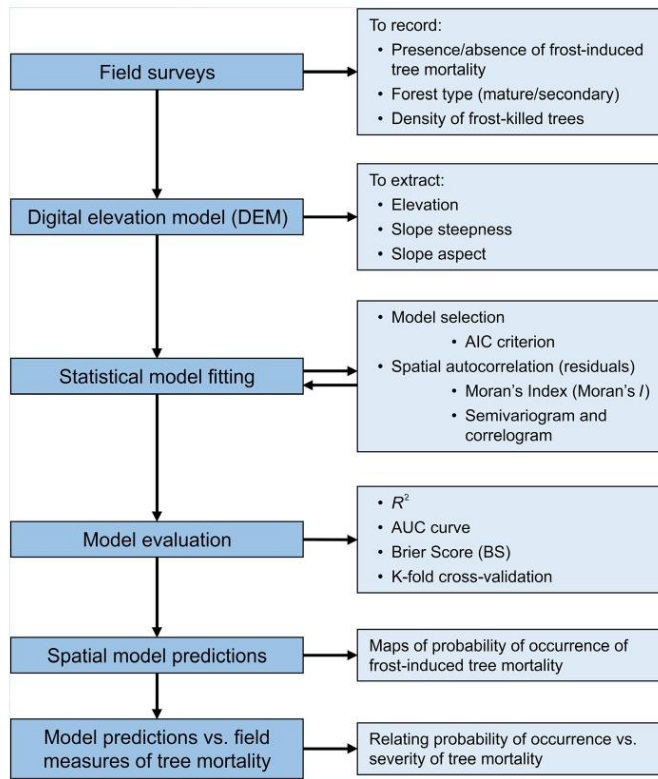 Field surveys
To record:
• Presence/absence of frost-induced
tree mortality
• Forest type (mature/secondary)
• Density of frost-killed trees
Digital elevation model (DEM)
To extract:
• Elevation
• Slope steepness
• Slope aspect
Statistical model fitting
• Model selection
• AIC criterion
• Spatial autocorrelation (residuals)
• Moran's Index (Moran's I)
• Semivariogram and
correlogram
Model evaluation
• R²
• AUC curve
• Brier Score (BS)
• K-fold cross-validation
Spatial model predictions
Maps of probability of occurrence of
frost-induced tree mortality
Model predictions vs. field
measures of tree mortality
Relating probability of occurrence vs.
severity of tree mortality